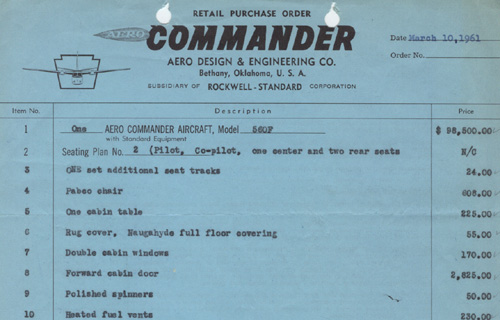 RETAIL PURCHASE ORDER
AERO COMMANDER
Date March 10, 1961
AERO DESIGN & ENGINEERING CO.
Order No.
Bethany, Oklahoma, U. S. A.
SUBSIDIARY OF ROCKWELL-STANDARD CORPORATION
Item No. Description Price
1 One AERO COMMANDER AIRCRAFT, Model 560F $ 98,500.00
with Standard Equipment
2 Seating Plan No. 2 (Pilot, Co-pilot, one center and two rear seats N/C
3 ONE set additional seat tracks 24.00
4 Fabec chair 606.00
5 One cabin table 225.00
6 Rug cover, Naugahyde full floor covering 55.00
7 Double cabin windows 170.00
8 Forward cabin door 2,625.00
9 Polished spinners 50.00
10 Heated fuel vents 230.00